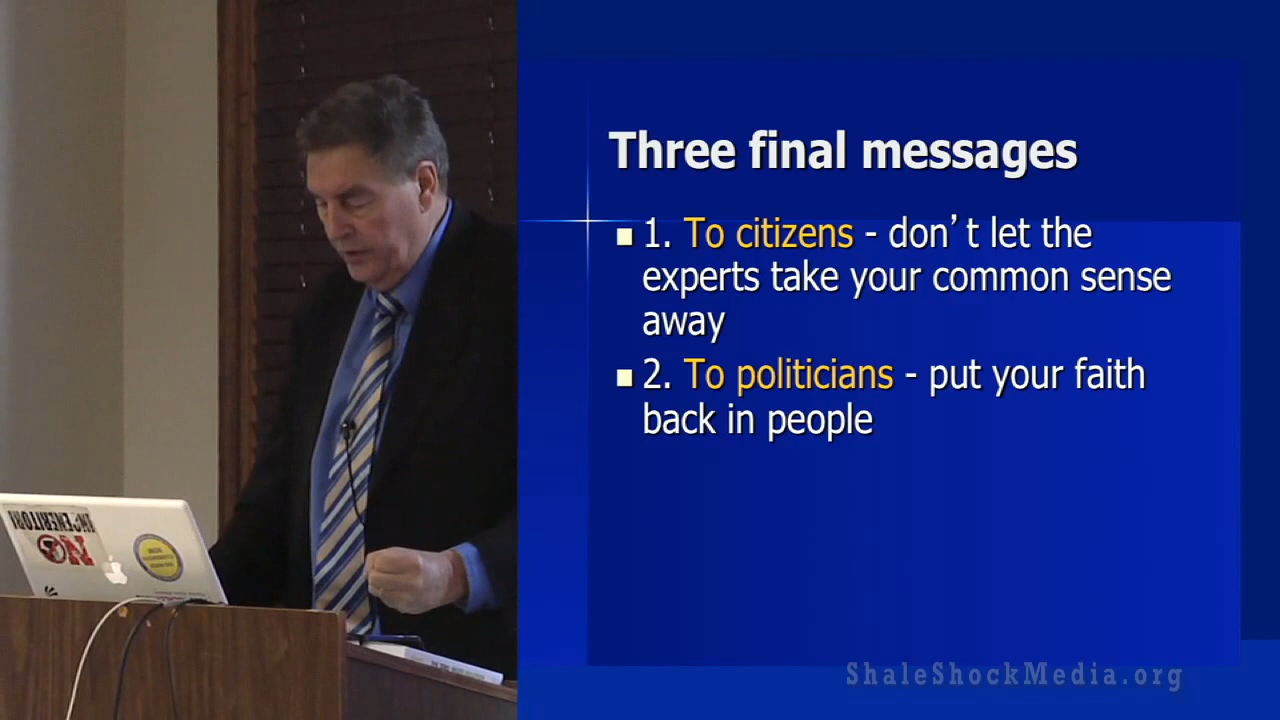 Three final messages
1. To citizens - don't let the
experts take your common sense
away
2. To politicians - put your faith
back in people
ShaleShockMedia.org
NO